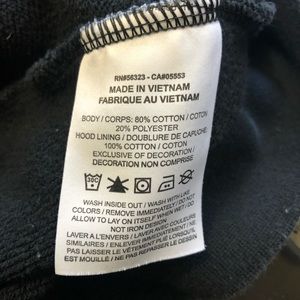 RN#56323 - CA#05553
MADE IN VIETNAM
FABRIQUE AU VIETNAM
BODY / CORPS: 80% COTTON / COTON
20% POLYESTER
HOOD LINING / DOUBLURE DE CAPUCHE:
100% COTTON / COTON
EXCLUSIVE OF DECORATION /
DECORATION NON COMPRISE
30C
WASH INSIDE OUT / WASH WITH LIKE
COLORS / REMOVE IMMEDIATELY / DO NOT
ALLOW TO LAY ON ITSELF WHEN WET / DO
NOT IRON DESIGN
LAVER A L'ENVERS / LAVER AVEC COULEURS
SIMILAIRES / ENLEVER IMMEDIATEMENT / NE
PAS LAISSER LE VÊTEMENT PLIE LORSQU'IL
EST MOUILLÉ / NE PAS REPASSER LE DESSIN